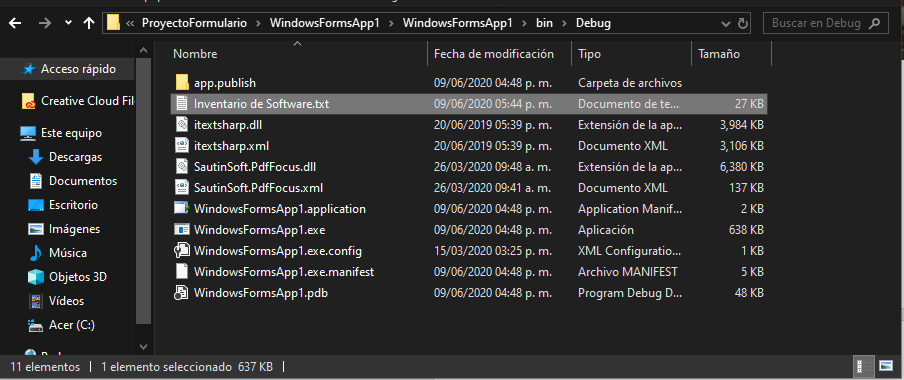 « ProyectoFormulario › WindowsFormsApp1 › WindowsFormsApp1 › bin › Debug
Buscar en Debug
Nombre Fecha de modificación Tipo Tamaño
Acceso rápido
Creative Cloud Fil
Este equipo
Descargas
Documentos
Escritorio
Imágenes
Música
Objetos 3D
Vídeos
Acer (C:)
app.publish 09/06/2020 04:48 p. m. Carpeta de archivos
Inventario de Software.txt 09/06/2020 05:44 p. m. Documento de te... 27 KB
itextsharp.dll 20/06/2019 05:39 p. m. Extensión de la ap... 3,984 KB
itextsharp.xml 20/06/2019 05:39 p. m. Documento XML 3,106 KB
SautinSoft.PdfFocus.dll 26/03/2020 09:48 a. m. Extensión de la ap... 6,380 KB
SautinSoft.PdfFocus.xml 26/03/2020 09:41 a. m. Documento XML 137 KB
WindowsFormsApp1.application 09/06/2020 04:48 p. m. Application Manif... 2 KB
WindowsFormsApp1.exe 09/06/2020 04:48 p. m. Aplicación 638 KB
WindowsFormsApp1.exe.config 15/03/2020 03:25 p. m. XML Configuratio... 1 KB
WindowsFormsApp1.exe.manifest 09/06/2020 04:48 p. m. Archivo MANIFEST 5 KB
WindowsFormsApp1.pdb 09/06/2020 04:48 p. m. Program Debug D... 48 KB
11 elementos 1 elemento seleccionado 637 KB